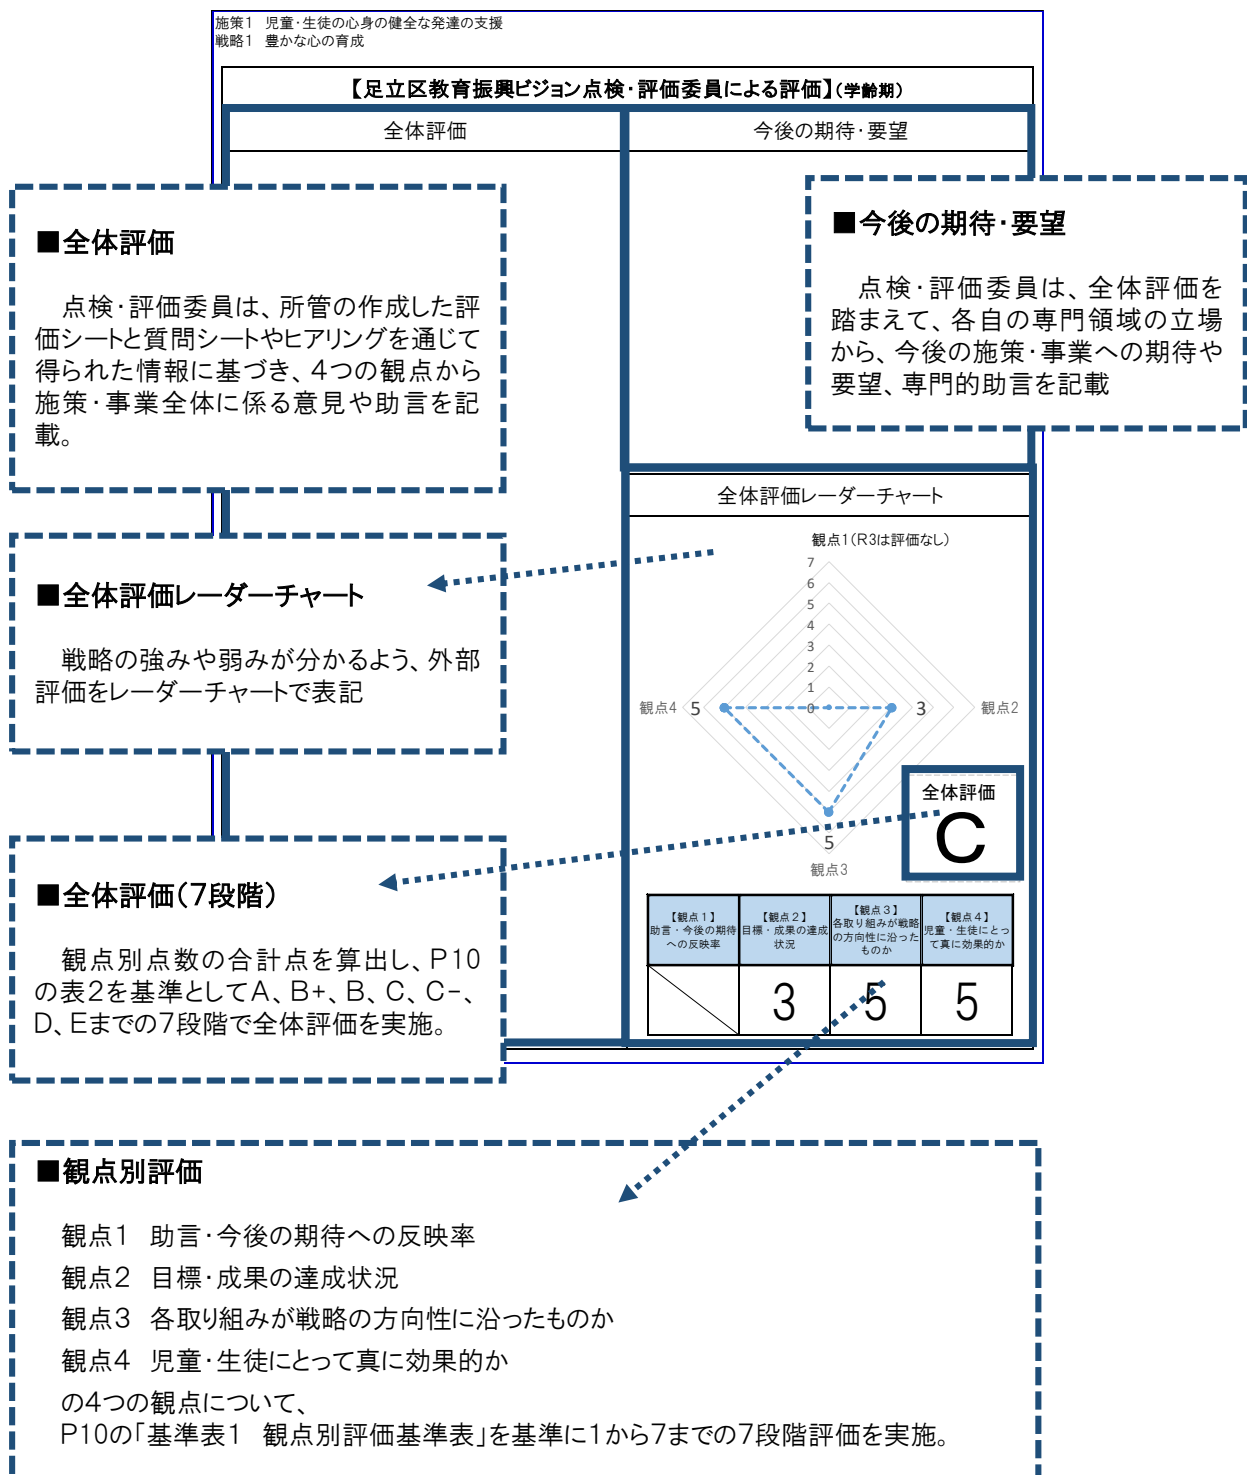 施策1 児童・生徒の心身の健全な発達の支援
戦略1 豊かな心の育成
【足立区教育振興ビジョン点検・評価委員による評価】(学齢期)
全体評価
今後の期待・要望
■全体評価
点検・評価委員は、所管の作成した評
価シートと質問シートやヒアリングを通じて
得られた情報に基づき、4つの観点から
施策・事業全体に係る意見や助言を記
載。
■今後の期待・要望
点検・評価委員は、全体評価を
踏まえて、各自の専門領域の立場
から、今後の施策・事業への期待や
要望、専門的助言を記載
■全体評価レーダーチャート
戦略の強みや弱みが分かるよう、外部
評価をレーダーチャートで表記
全体評価レーダーチャート
観点1(R3は評価なし)
7
6
5
4
3
2
1
0
観点4 5
3 観点2
5
観点3
全体評価
C
■全体評価(7段階)
観点別点数の合計点を算出し、P10
の表2を基準としてA、B+、B、C、C-、
D、Eまでの7段階で全体評価を実施。
【観点1】
助言・今後の期待
への反映率
【観点2】
目標・成果の達成
状況
【観点3】
各取り組みが戦略
の方向性に沿った
ものか
【観点4】
児童・生徒にとっ
て真に効果的か
3
5
5
■観点別評価
観点1 助言・今後の期待への反映率
観点2 目標・成果の達成状況
観点3 各取り組みが戦略の方向性に沿ったものか
観点4 児童・生徒にとって真に効果的か
の4つの観点について、
P10の「基準表1 観点別評価基準表」を基準に1から7までの7段階評価を実施。